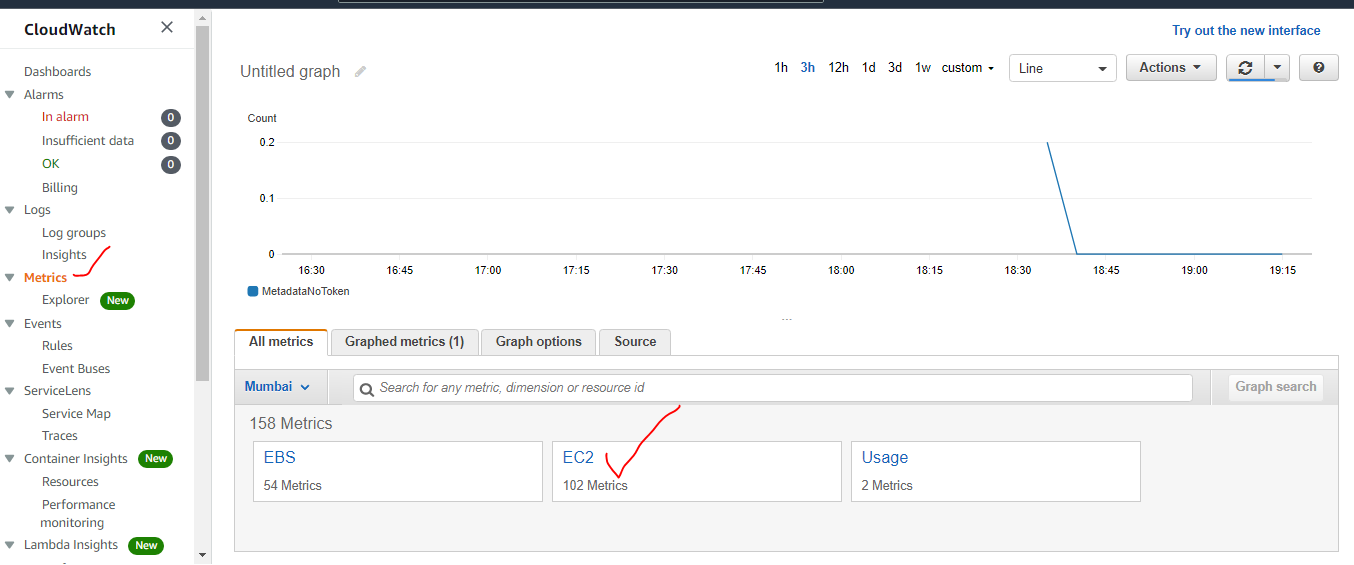 CloudWatch
Dashboards
Alarms
In alarm 0
Insufficient data 0
OK 0
Billing
Logs
Log groups
Insights
Metrics
Explorer New
Events
Rules
Event Buses
ServiceLens
Service Map
Traces
Container Insights New
Resources
Performance
monitoring
Lambda Insights New
Try out the new interface
Untitled graph
1h 3h 12h 1d 3d 1w custom Line Actions
Count
0.2
0.1
0
16:30 16:45 17:00 17:15 17:30 17:45 18:00 18:15 18:30 18:45 19:00 19:15
MetadataNoToken
All metrics Graphed metrics (1) Graph options Source
Mumbai Search for any metric, dimension or resource id Graph search
158 Metrics
EBS EC2 Usage
54 Metrics 102 Metrics 2 Metrics